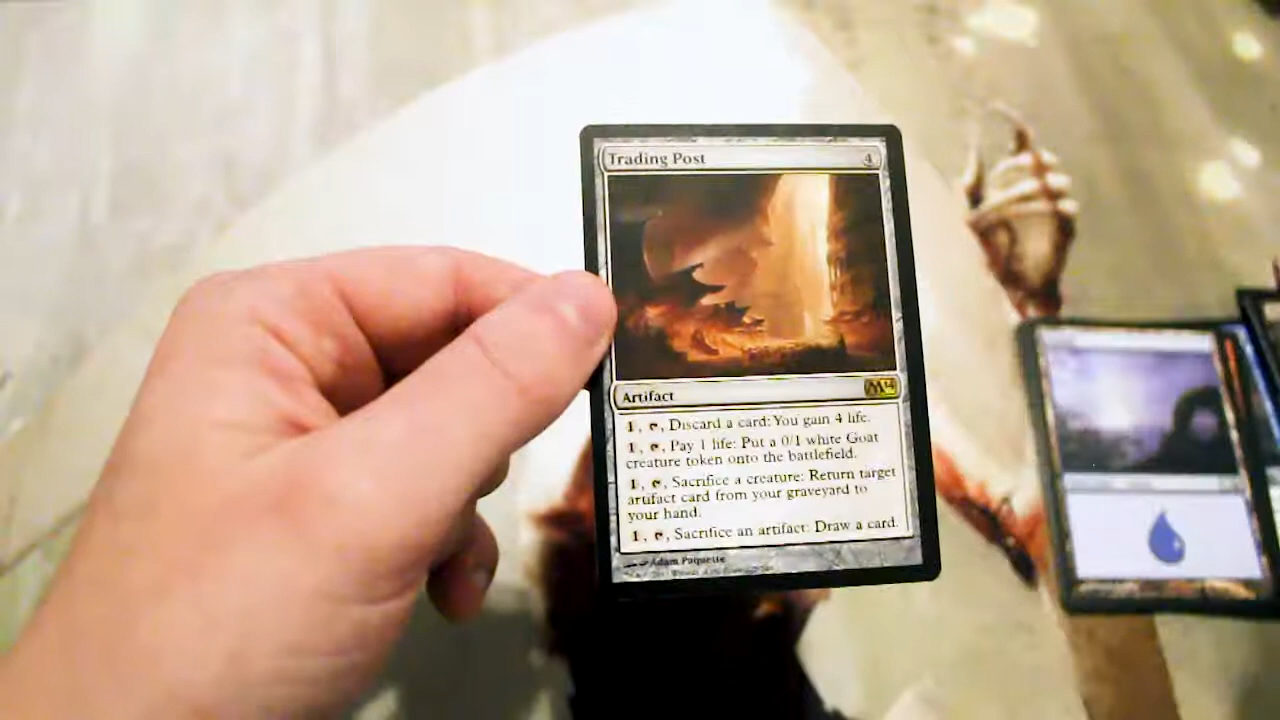 Trading Post 4
Artifact M14
1, T, Discard a card: You gain 4 life.
1, T, Pay 1 life: Put a 0/1 white Goat
creature token onto the battlefield.
1, T, Sacrifice a creature: Return target
artifact card from your graveyard to
your hand.
1, T, Sacrifice an artifact: Draw a card.
Adam Paquette